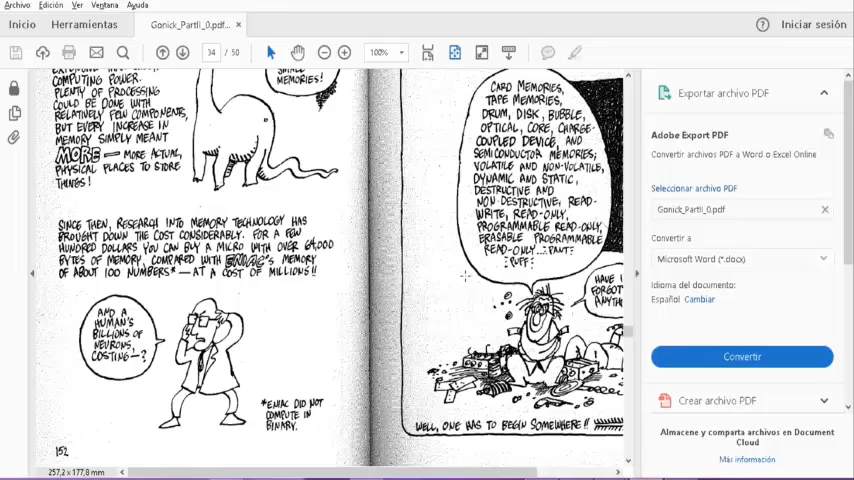 Archivo Edición Ver Ventana Ayuda
Inicio Herramientas Gonick_PartII_0.pdf... × Iniciar sesión
34 / 50 100%
COMPUTING POWER.
PLENTY OF PROCESSING
COULD BE DONE WITH
RELATIVELY FEW COMPONENTS,
BUT EVERY INCREASE IN
MEMORY SIMPLY MEANT
MORE — MORE ACTUAL,
PHYSICAL PLACES TO STORE
THINGS!
MEMORIES!
SINCE THEN, RESEARCH INTO MEMORY TECHNOLOGY HAS
BROUGHT DOWN THE COST CONSIDERABLY. FOR A FEW
HUNDRED DOLLARS YOU CAN BUY A MICRO WITH OVER 64,000
BYTES OF MEMORY, COMPARED WITH ENIAC'S MEMORY
OF ABOUT 100 NUMBERS* — AT A COST OF MILLIONS!!
AND A
HUMAN'S
BILLIONS OF
NEURONS,
COSTING—?
*ENIAC DID NOT
COMPUTE IN
BINARY.
152
CARD MEMORIES,
TAPE MEMORIES,
DRUM, DISK, BUBBLE,
OPTICAL, CORE, CHARGE-
COUPLED DEVICE, AND
SEMICONDUCTOR MEMORIES;
VOLATILE AND NON-VOLATILE,
DYNAMIC AND STATIC,
DESTRUCTIVE AND
NON-DESTRUCTIVE, READ-
WRITE, READ-ONLY,
PROGRAMMABLE READ-ONLY,
ERASABLE PROGRAMMABLE
READ-ONLY... PANT
PUFF
HAVE I
FORGOT
ANYTH
WELL, ONE HAS TO BEGIN SOMEWHERE!!
257,2 x 177,8 mm
Exportar archivo PDF
Adobe Export PDF
Convertir archivos PDF a Word o Excel Online
Seleccionar archivo PDF
Gonick_PartII_0.pdf ×
Convertir a
Microsoft Word (*.docx)
Idioma del documento:
Español Cambiar
Convertir
Crear archivo PDF
Almacene y comparta archivos en Document
Cloud
Más información